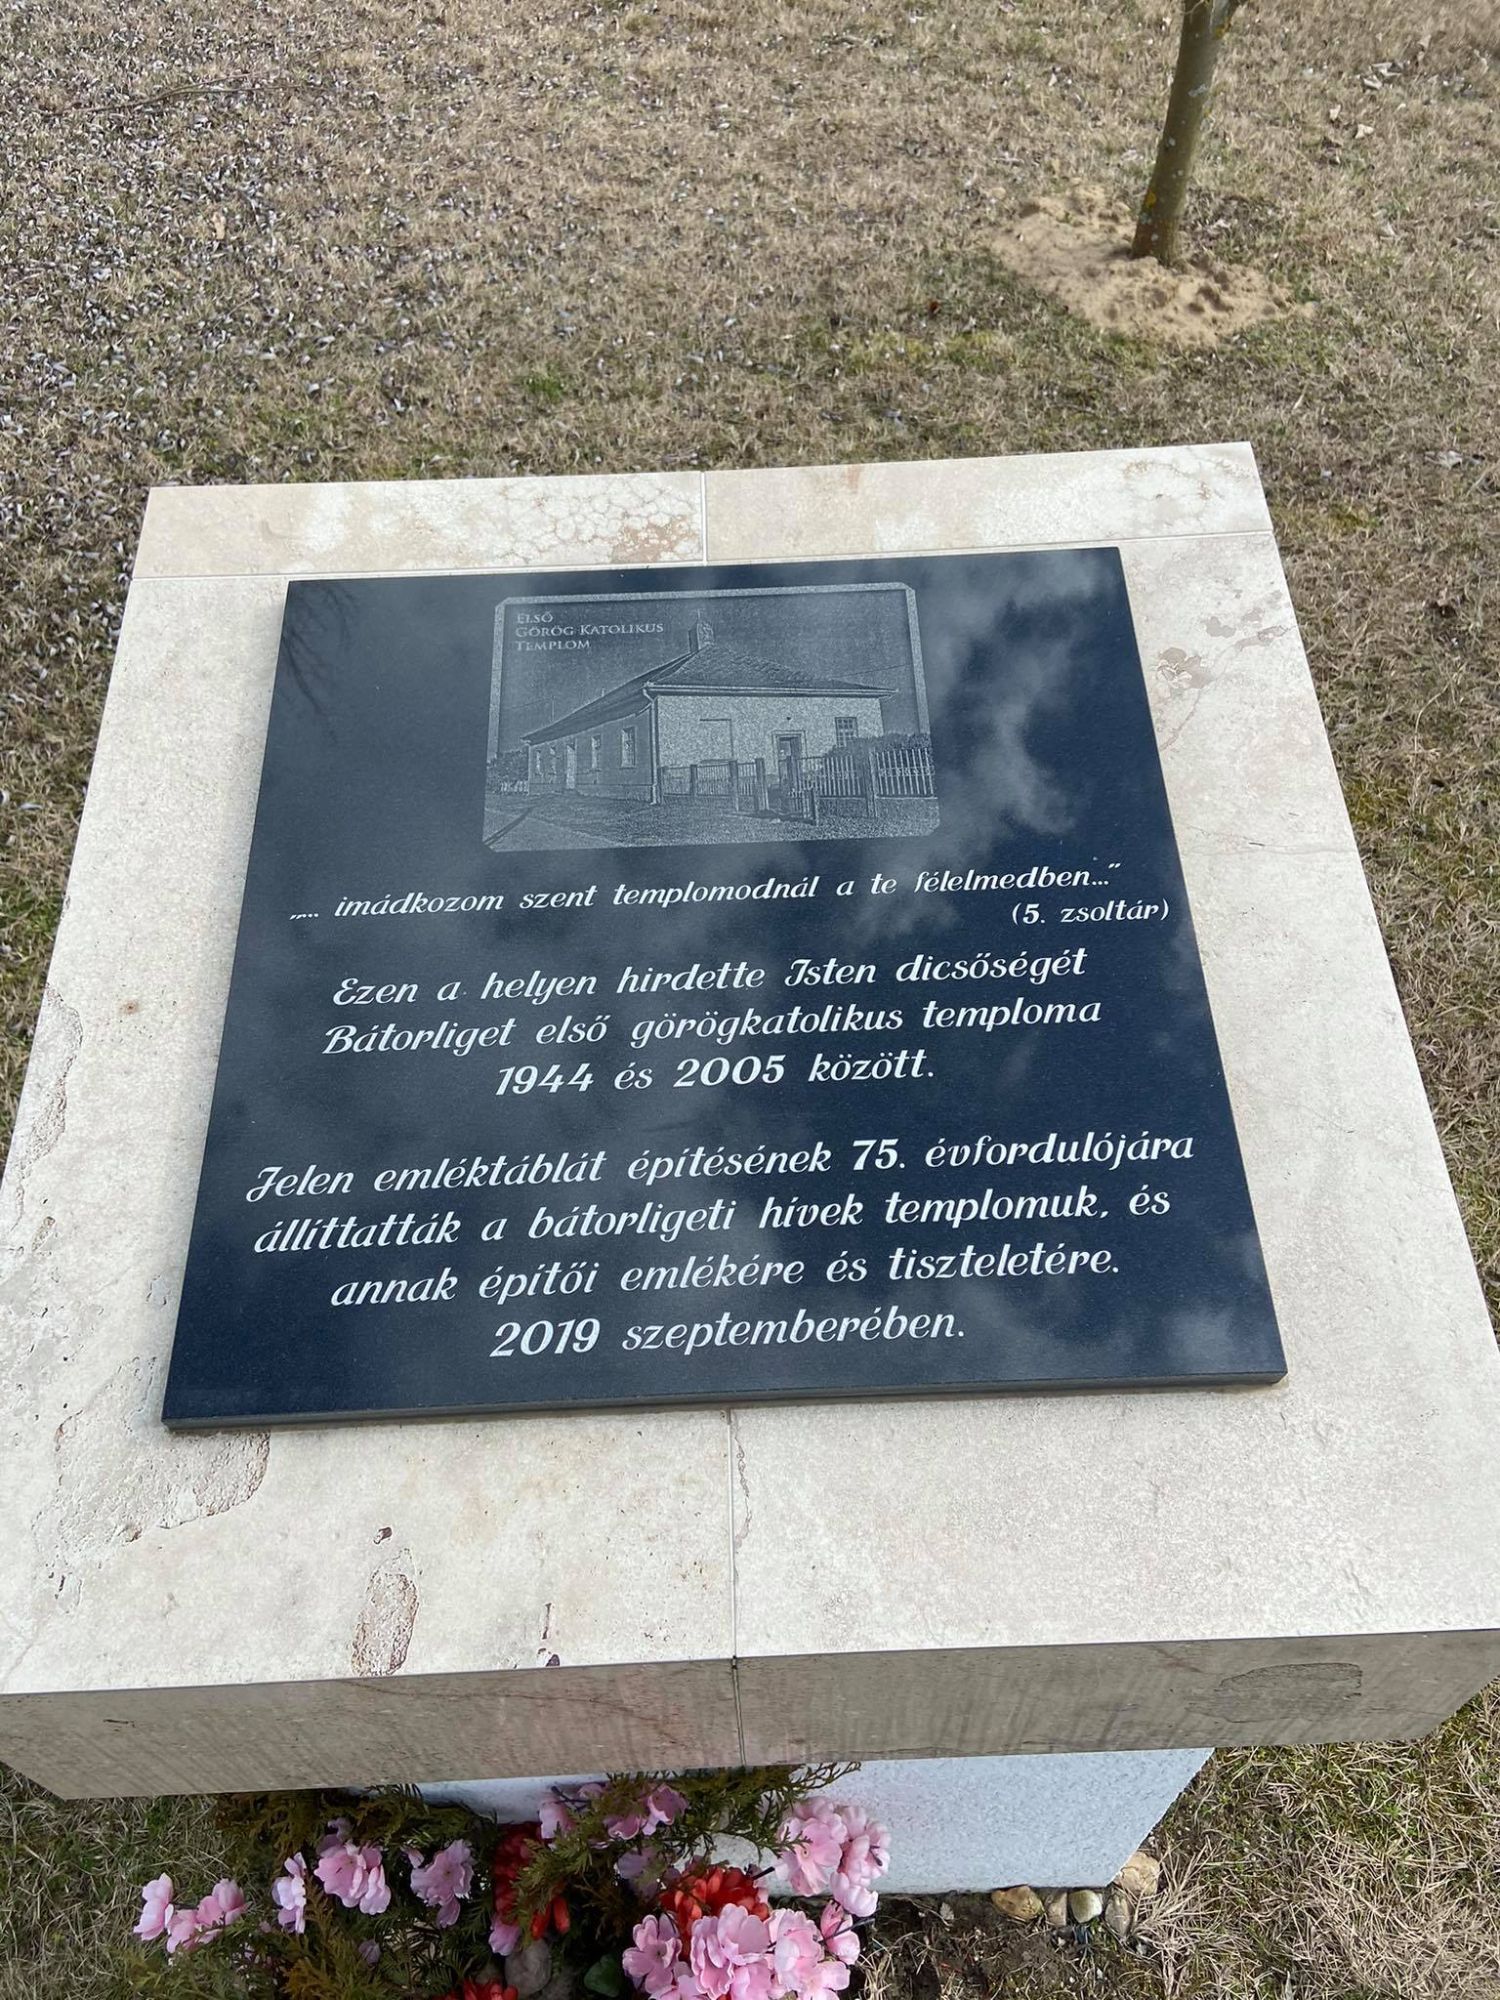 ELSŐ
GÖRÖG KATOLIKUS
TEMPLOM
„... imádkozom szent templomodnál a te félelmedben...”
(5. zsoltár)
Ezen a helyen hirdette Isten dicsőségét
Bátorliget első görögkatolikus temploma
1944 és 2005 között.
Jelen emléktáblát építésének 75. évfordulójára
állíttatták a bátorligeti hívek templomuk, és
annak építői emlékére és tiszteletére.
2019 szeptemberében.